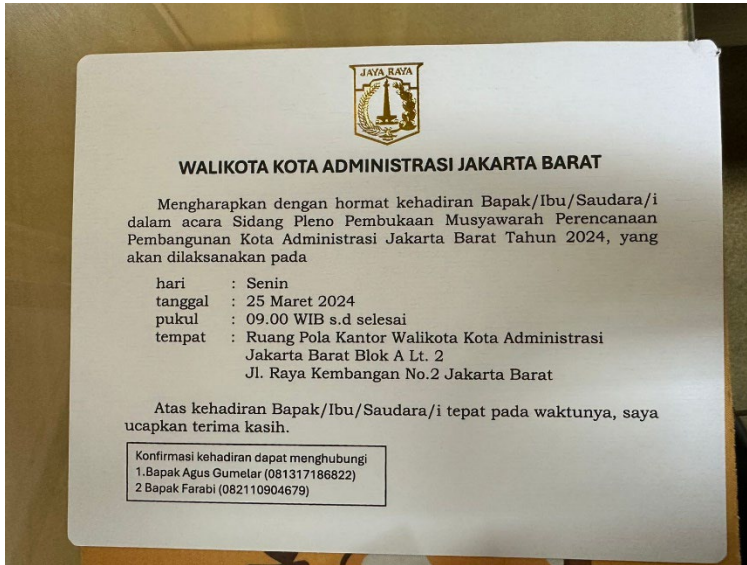 JAYA RAYA
WALIKOTA KOTA ADMINISTRASI JAKARTA BARAT
Mengharapkan dengan hormat kehadiran Bapak/Ibu/Saudara/i
dalam acara Sidang Pleno Pembukaan Musyawarah Perencanaan
Pembangunan Kota Administrasi Jakarta Barat Tahun 2024, yang
akan dilaksanakan pada
hari : Senin
tanggal : 25 Maret 2024
pukul : 09.00 WIB s.d selesai
tempat : Ruang Pola Kantor Walikota Kota Administrasi
Jakarta Barat Blok A Lt. 2
Jl. Raya Kembangan No.2 Jakarta Barat
Atas kehadiran Bapak/Ibu/Saudara/i tepat pada waktunya, saya
ucapkan terima kasih.
Konfirmasi kehadiran dapat menghubungi
1.Bapak Agus Gumelar (081317186822)
2 Bapak Farabi (082110904679)